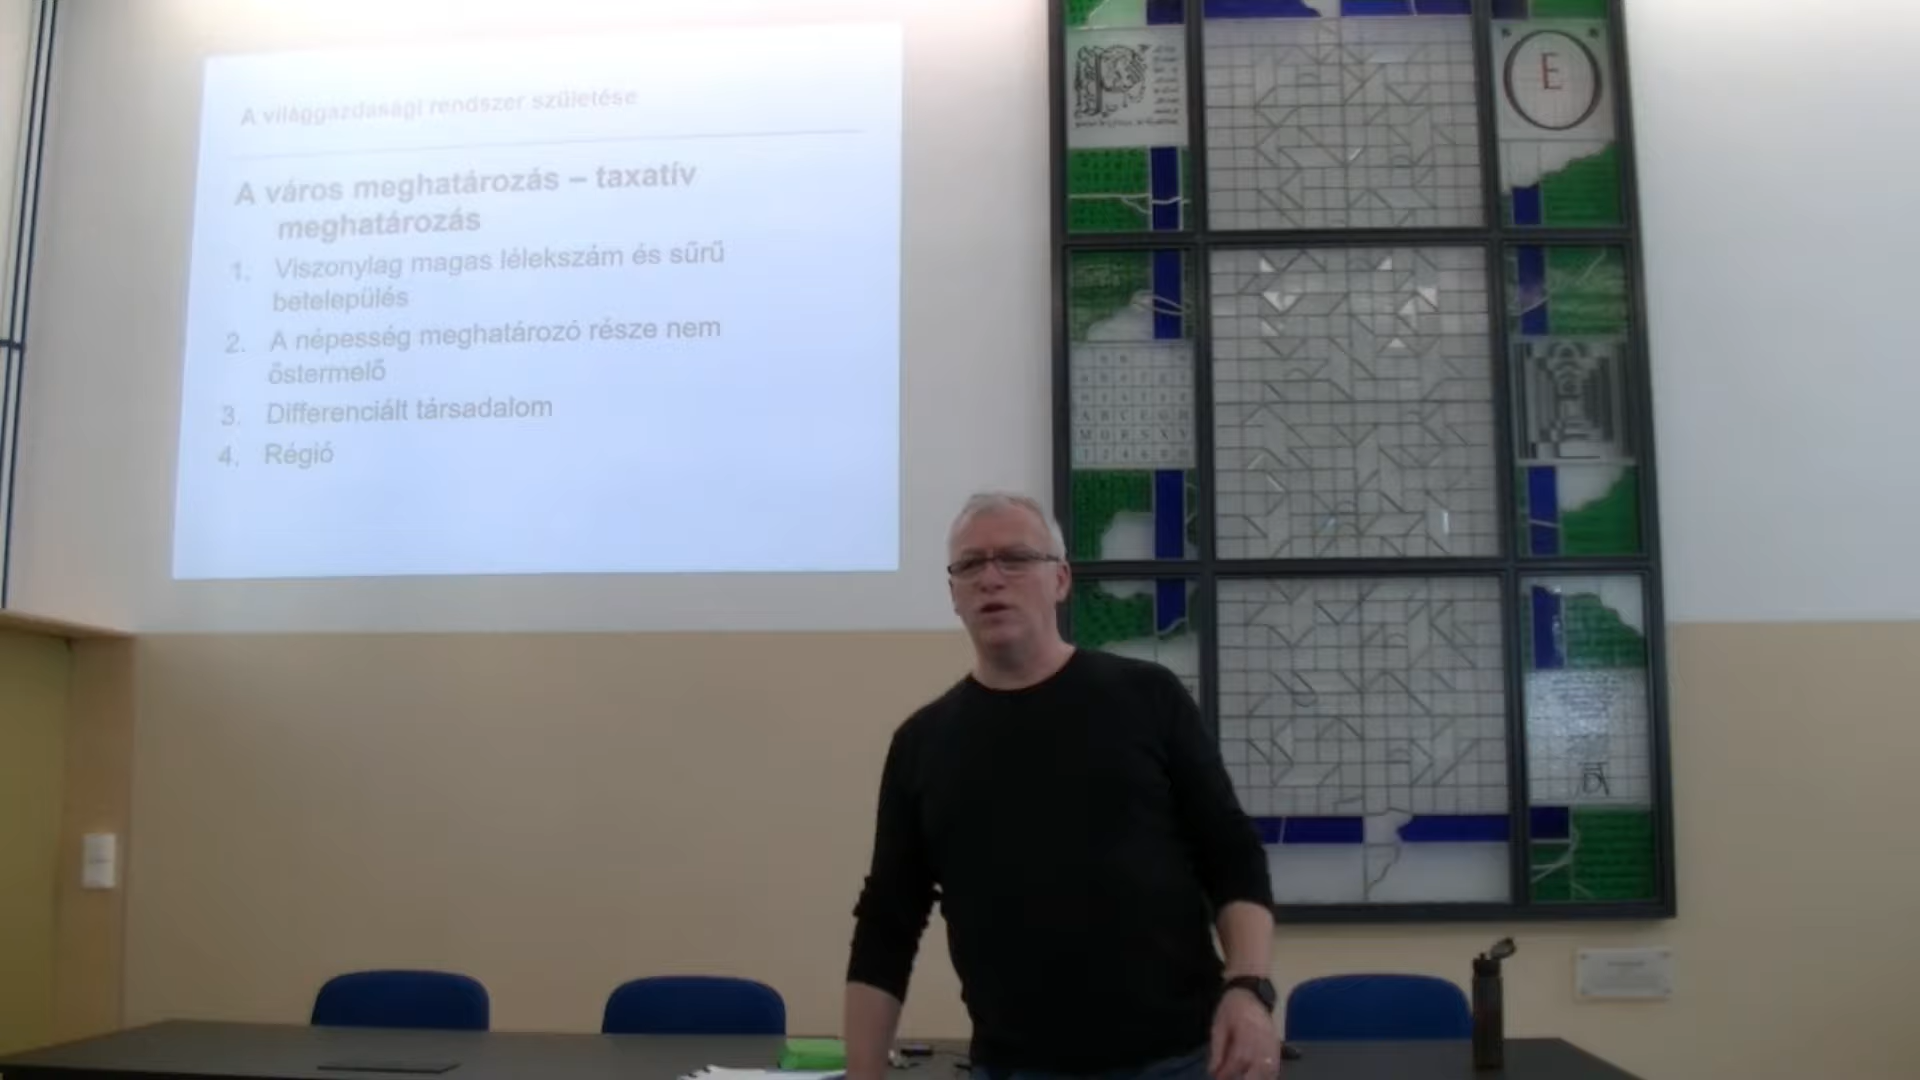 A világgazdasági rendszer születése
A város meghatározás – taxatív
meghatározás
1. Viszonylag magas lélekszám és sűrű
betelepülés
2. A népesség meghatározó része nem
őstermelő
3. Differenciált társadalom
4. Régió
E